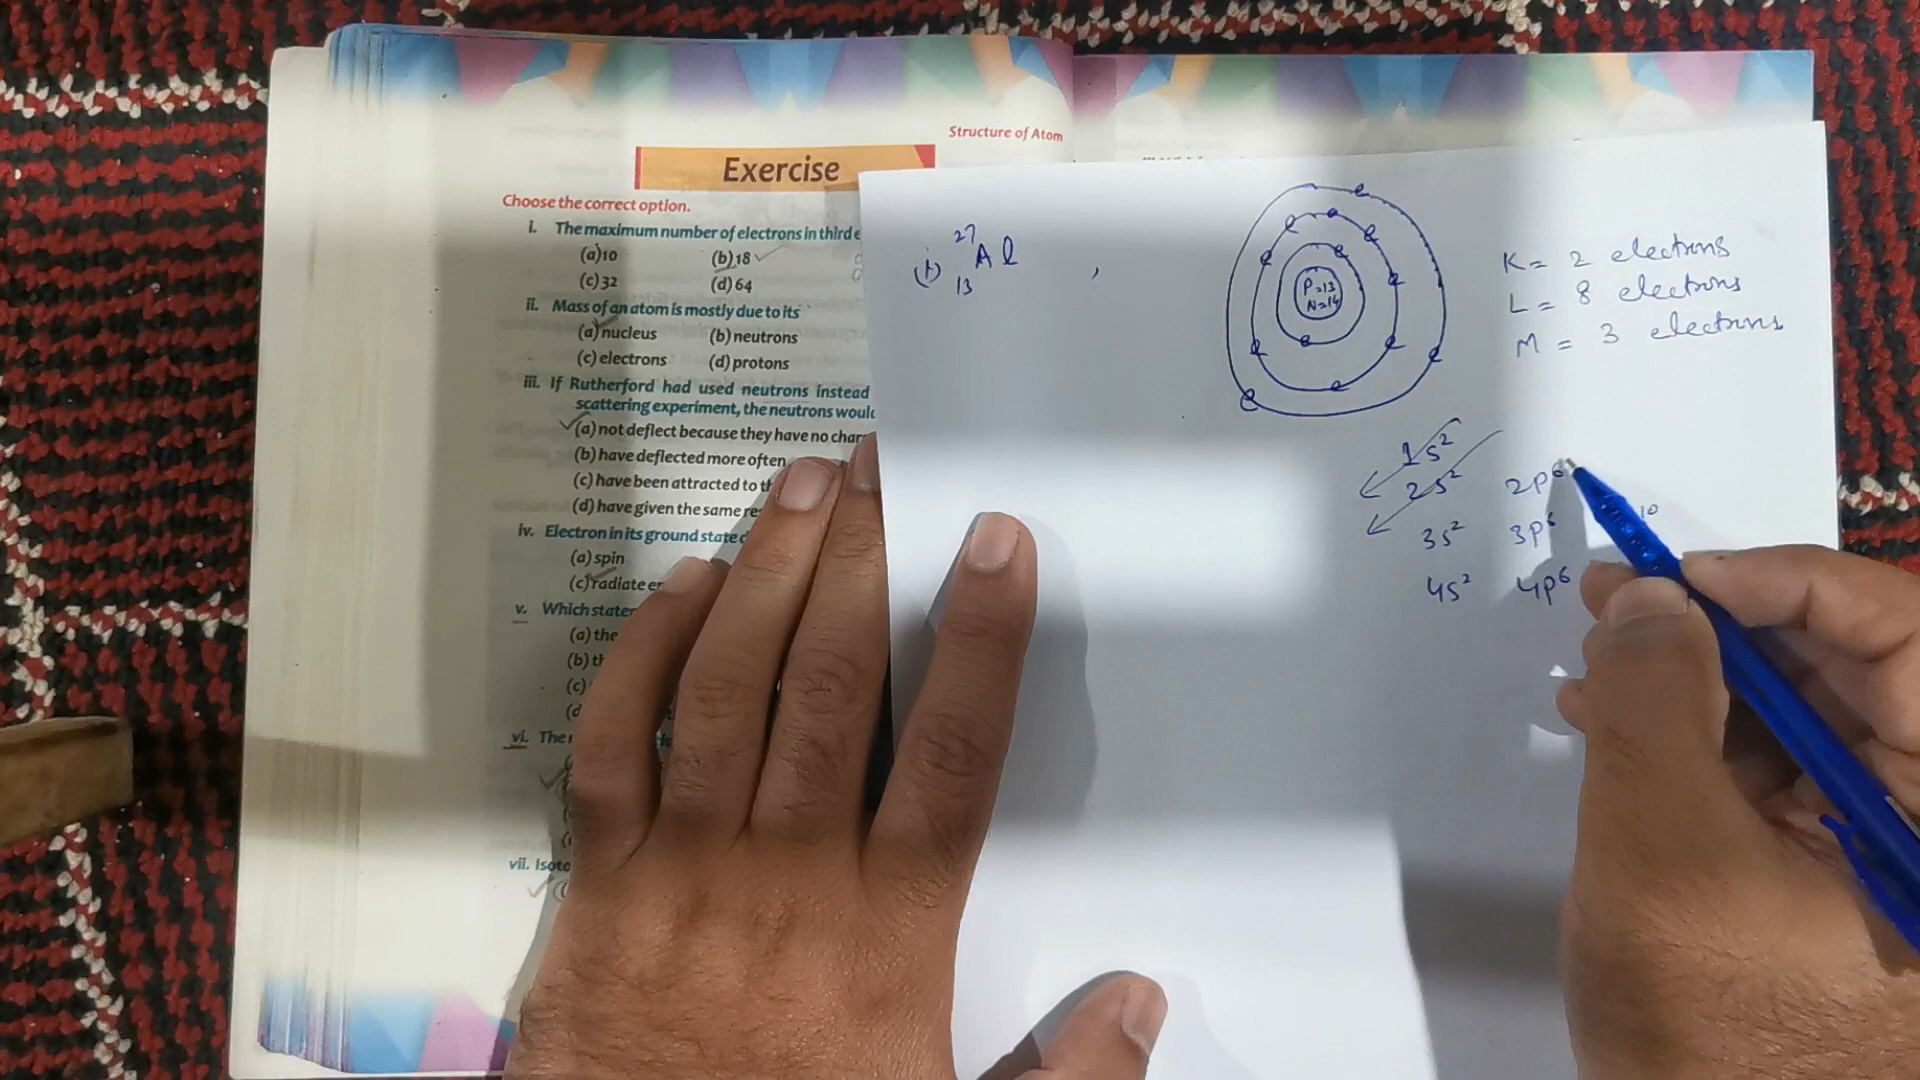 Structure of Atom
Exercise
Choose the correct option.
i. The maximum number of electrons in third e
(a)10 (b)18
(c)32 (d)64
ii. Mass of an atom is mostly due to its
(a) nucleus (b) neutrons
(c) electrons (d) protons
iii. If Rutherford had used neutrons instead
scattering experiment, the neutrons would
(a) not deflect because they have no char
(b) have deflected more often
(c) have been attracted to th
(d) have given the same re
iv. Electron in its ground state
(a) spin
(c) radiate en
v. Which stater
(a) the
(b) th
(c)
(d
vi. The
vii. Isoto
27
Al
13
P=13
N=14
e e e e e e e e e e e e e
K = 2 electrons
L = 8 electrons
M = 3 electrons
1s²
2s² 2p⁶
3s² 3p⁶ 10
4s² 4p⁶